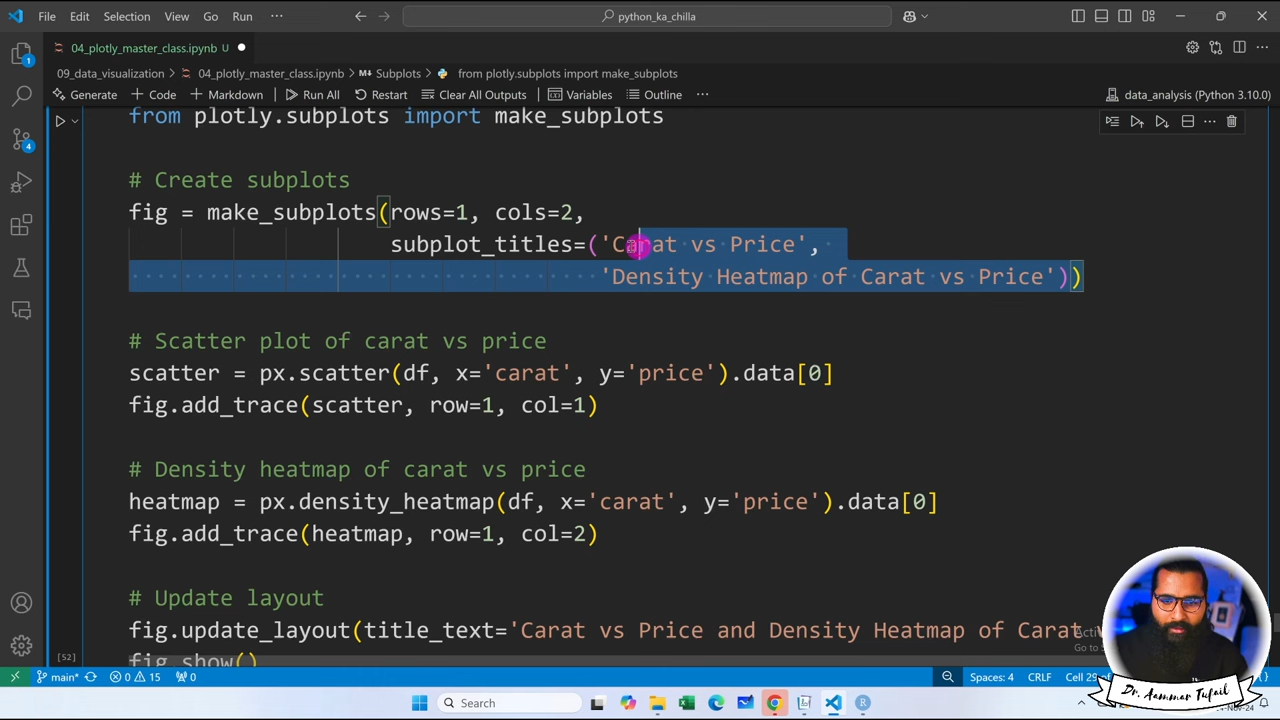 File Edit Selection View Go Run ··· python_ka_chilla
04_plotly_master_class.ipynb U
09_data_visualization > 04_plotly_master_class.ipynb > Subplots > from plotly.subplots import make_subplots
Generate + Code + Markdown Run All Restart Clear All Outputs Variables Outline ··· data_analysis (Python 3.10.0)
from plotly.subplots import make_subplots
# Create subplots
fig = make_subplots(rows=1, cols=2,
subplot_titles=('Carat vs Price',
'Density Heatmap of Carat vs Price'))
# Scatter plot of carat vs price
scatter = px.scatter(df, x='carat', y='price').data[0]
fig.add_trace(scatter, row=1, col=1)
# Density heatmap of carat vs price
heatmap = px.density_heatmap(df, x='carat', y='price').data[0]
fig.add_trace(heatmap, row=1, col=2)
# Update layout
fig.update_layout(title_text='Carat vs Price and Density Heatmap of Carat
fig.show()
[52]
main* 0 15 0 Spaces: 4 CRLF Cell 29
Dr. Aammar Tufail
Search